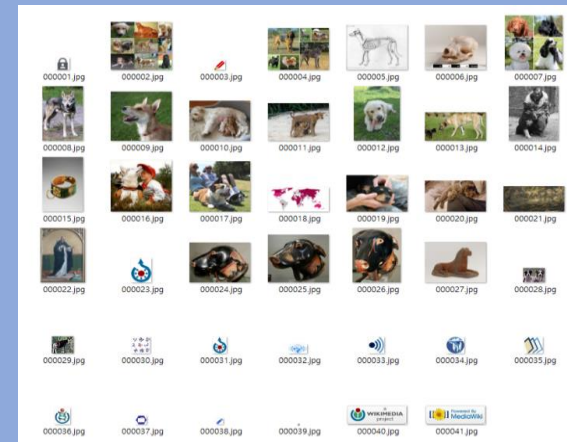 000001.jpg 000002.jpg 000003.jpg 000004.jpg 000005.jpg 000006.jpg 000007.jpg
000008.jpg 000009.jpg 000010.jpg 000011.jpg 000012.jpg 000013.jpg 000014.jpg
000015.jpg 000016.jpg 000017.jpg 000018.jpg 000019.jpg 000020.jpg 000021.jpg
000022.jpg 000023.jpg 000024.jpg 000025.jpg 000026.jpg 000027.jpg 000028.jpg
000029.jpg 000030.jpg 000031.jpg 000032.jpg 000033.jpg 000034.jpg 000035.jpg
WIKIMEDIA
project
Powered By
MediaWiki
000036.jpg 000037.jpg 000038.jpg 000039.jpg 000040.jpg 000041.jpg